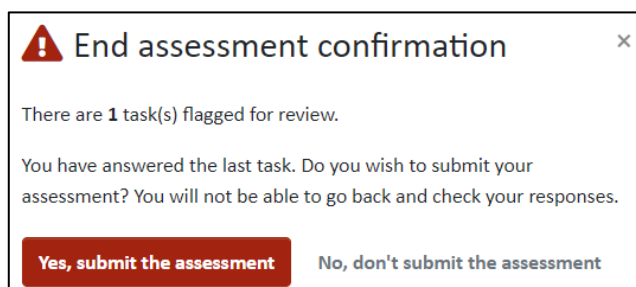 End assessment confirmation ×
There are 1 task(s) flagged for review.
You have answered the last task. Do you wish to submit your
assessment? You will not be able to go back and check your responses.
Yes, submit the assessment No, don't submit the assessment